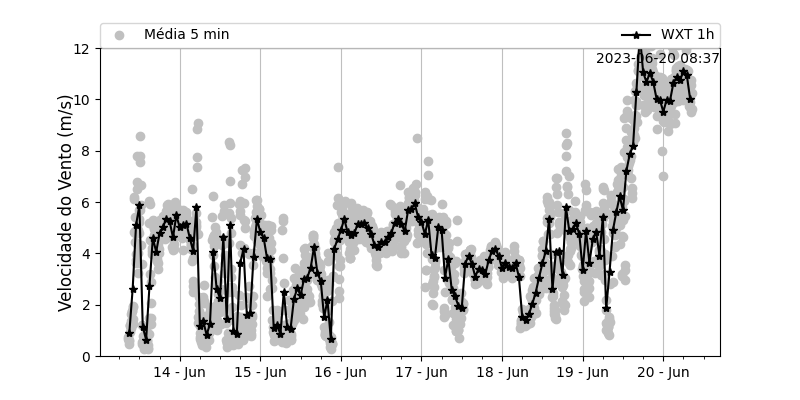 Média 5 min
WXT 1h
2023-06-20 08:37
Velocidade do Vento (m/s)
12
10
8
6
4
2
0
14 - Jun
15 - Jun
16 - Jun
17 - Jun
18 - Jun
19 - Jun
20 - Jun